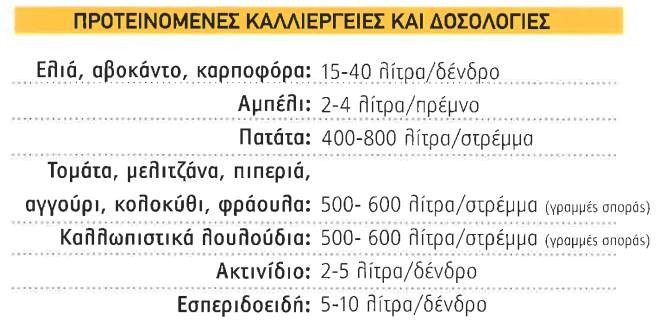 ΠΡΟΤΕΙΝΟΜΕΝΕΣ ΚΑΛΛΙΕΡΓΕΙΕΣ ΚΑΙ ΔΟΣΟΛΟΓΙΕΣ
Ελιά, αβοκάντο, καρποφόρα: 15-40 λίτρα/δένδρο
Αμπέλι: 2-4 λίτρα/πρέμνο
Πατάτα: 400-800 λίτρα/στρέμμα
Τομάτα, μελιτζάνα, πιπεριά,
αγγούρι, κολοκύθι, φράουλα: 500- 600 λίτρα/στρέμμα (γραμμές σποράς)
Καλλωπιστικά λουλούδια: 500- 600 λίτρα/στρέμμα (γραμμές σποράς)
Ακτινίδιο: 2-5 λίτρα/δένδρο
Εσπεριδοειδή: 5-10 λίτρα/δένδρο